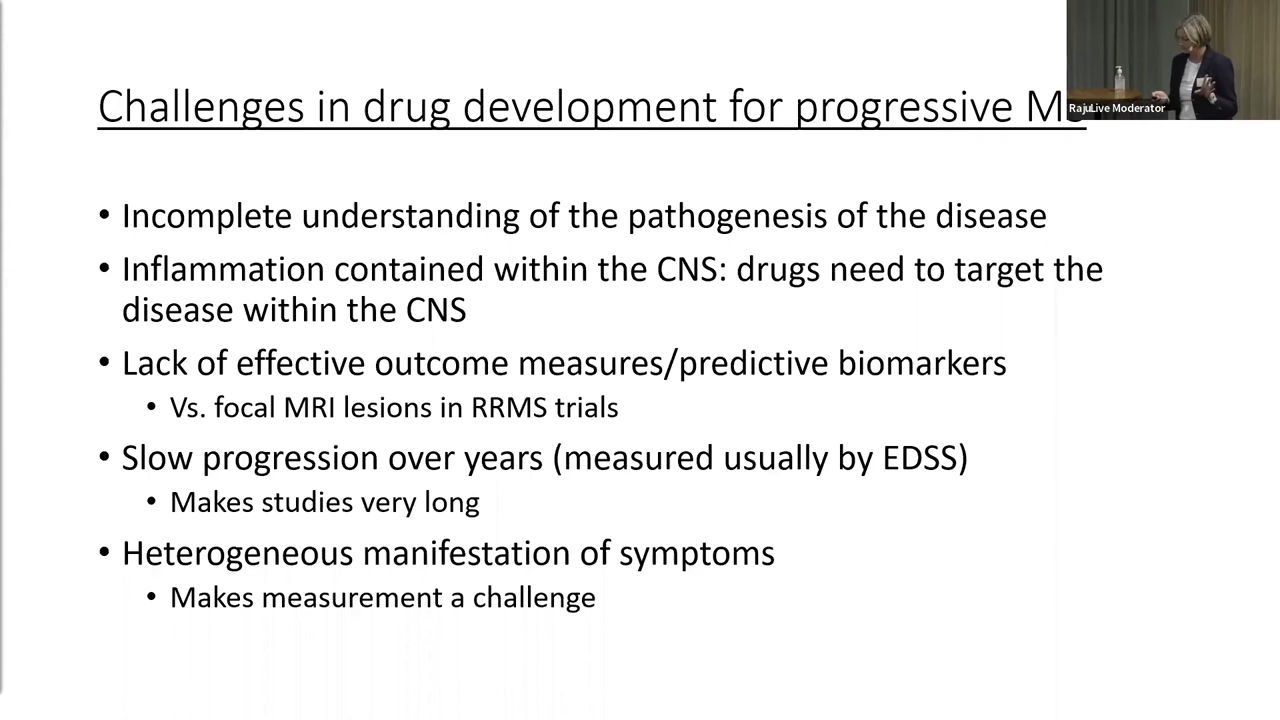 Challenges in drug development for progressive MS
RajuLive Moderator
• Incomplete understanding of the pathogenesis of the disease
• Inflammation contained within the CNS: drugs need to target the
disease within the CNS
• Lack of effective outcome measures/predictive biomarkers
• Vs. focal MRI lesions in RRMS trials
• Slow progression over years (measured usually by EDSS)
• Makes studies very long
• Heterogeneous manifestation of symptoms
• Makes measurement a challenge